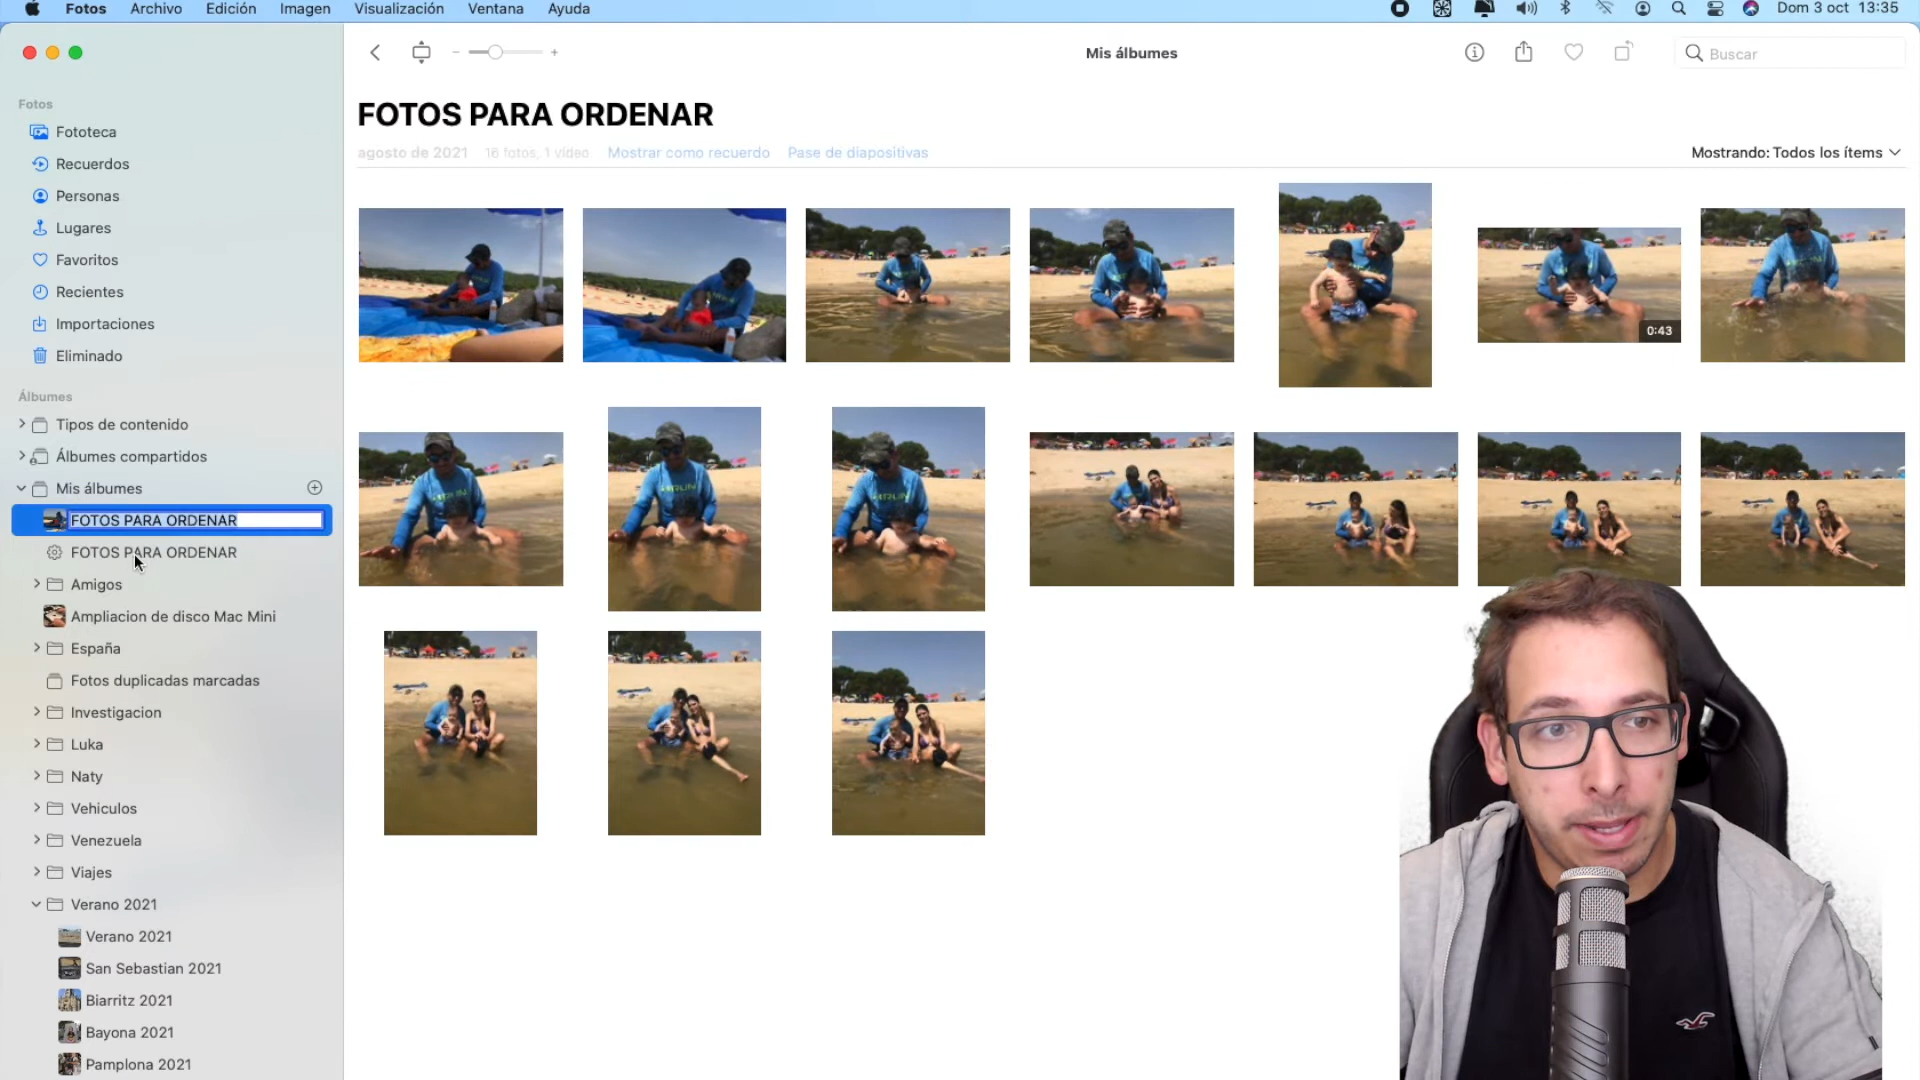 Fotos Archivo Edición Imagen Visualización Ventana Ayuda Dom 3 oct 13:35
Mis álbumes
Buscar
Fotos
Fototeca
Recuerdos
Personas
Lugares
Favoritos
Recientes
Importaciones
Eliminado
Álbumes
Tipos de contenido
Álbumes compartidos
Mis álbumes
FOTOS PARA ORDENAR
FOTOS PARA ORDENAR
Amigos
Ampliacion de disco Mac Mini
España
Fotos duplicadas marcadas
Investigacion
Luka
Naty
Vehiculos
Venezuela
Viajes
Verano 2021
Verano 2021
San Sebastian 2021
Biarritz 2021
Bayona 2021
Pamplona 2021
FOTOS PARA ORDENAR
agosto de 2021 16 fotos, 1 vídeo Mostrar como recuerdo Pase de diapositivas
Mostrando: Todos los ítems
0:43